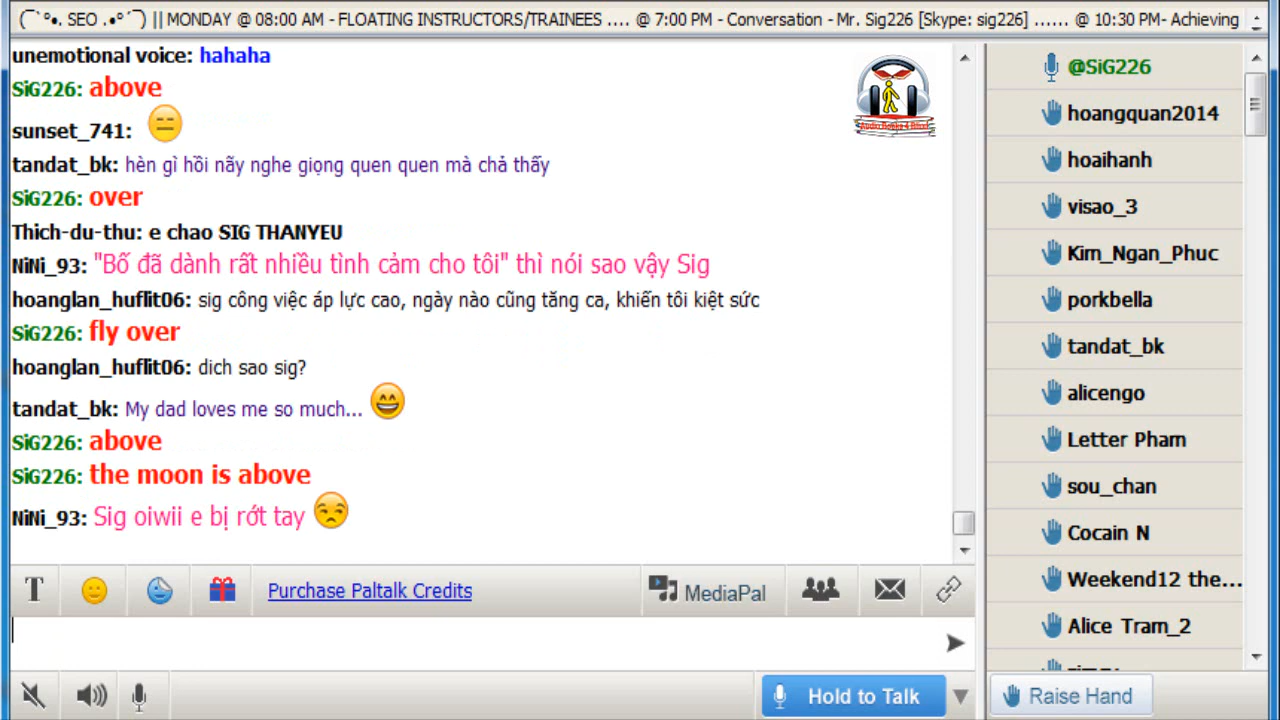 (¯`°•. SEO .•°´¯) || MONDAY @ 08:00 AM - FLOATING INSTRUCTORS/TRAINEES .... @ 7:00 PM - Conversation - Mr. Sig226 [Skype: sig226] ...... @ 10:30 PM- Achieving
unemotional voice: hahaha
SiG226: above
sunset_741:
tandat_bk: hèn gì hồi nãy nghe giọng quen quen mà chả thấy
SiG226: over
Thich-du-thu: e chao SIG THANYEU
NiNi_93: "Bố đã dành rất nhiều tình cảm cho tôi" thì nói sao vậy Sig
hoanglan_huflit06: sig công việc áp lực cao, ngày nào cũng tăng ca, khiến tôi kiệt sức
SiG226: fly over
hoanglan_huflit06: dich sao sig?
tandat_bk: My dad loves me so much...
SiG226: above
SiG226: the moon is above
NiNi_93: Sig oiwii e bị rớt tay
T
Purchase Paltalk Credits
MediaPal
Hold to Talk
@SiG226
hoangquan2014
hoaihanh
visao_3
Kim_Ngan_Phuc
porkbella
tandat_bk
alicengo
Letter Pham
sou_chan
Cocain N
Weekend12 the...
Alice Tram_2
Raise Hand